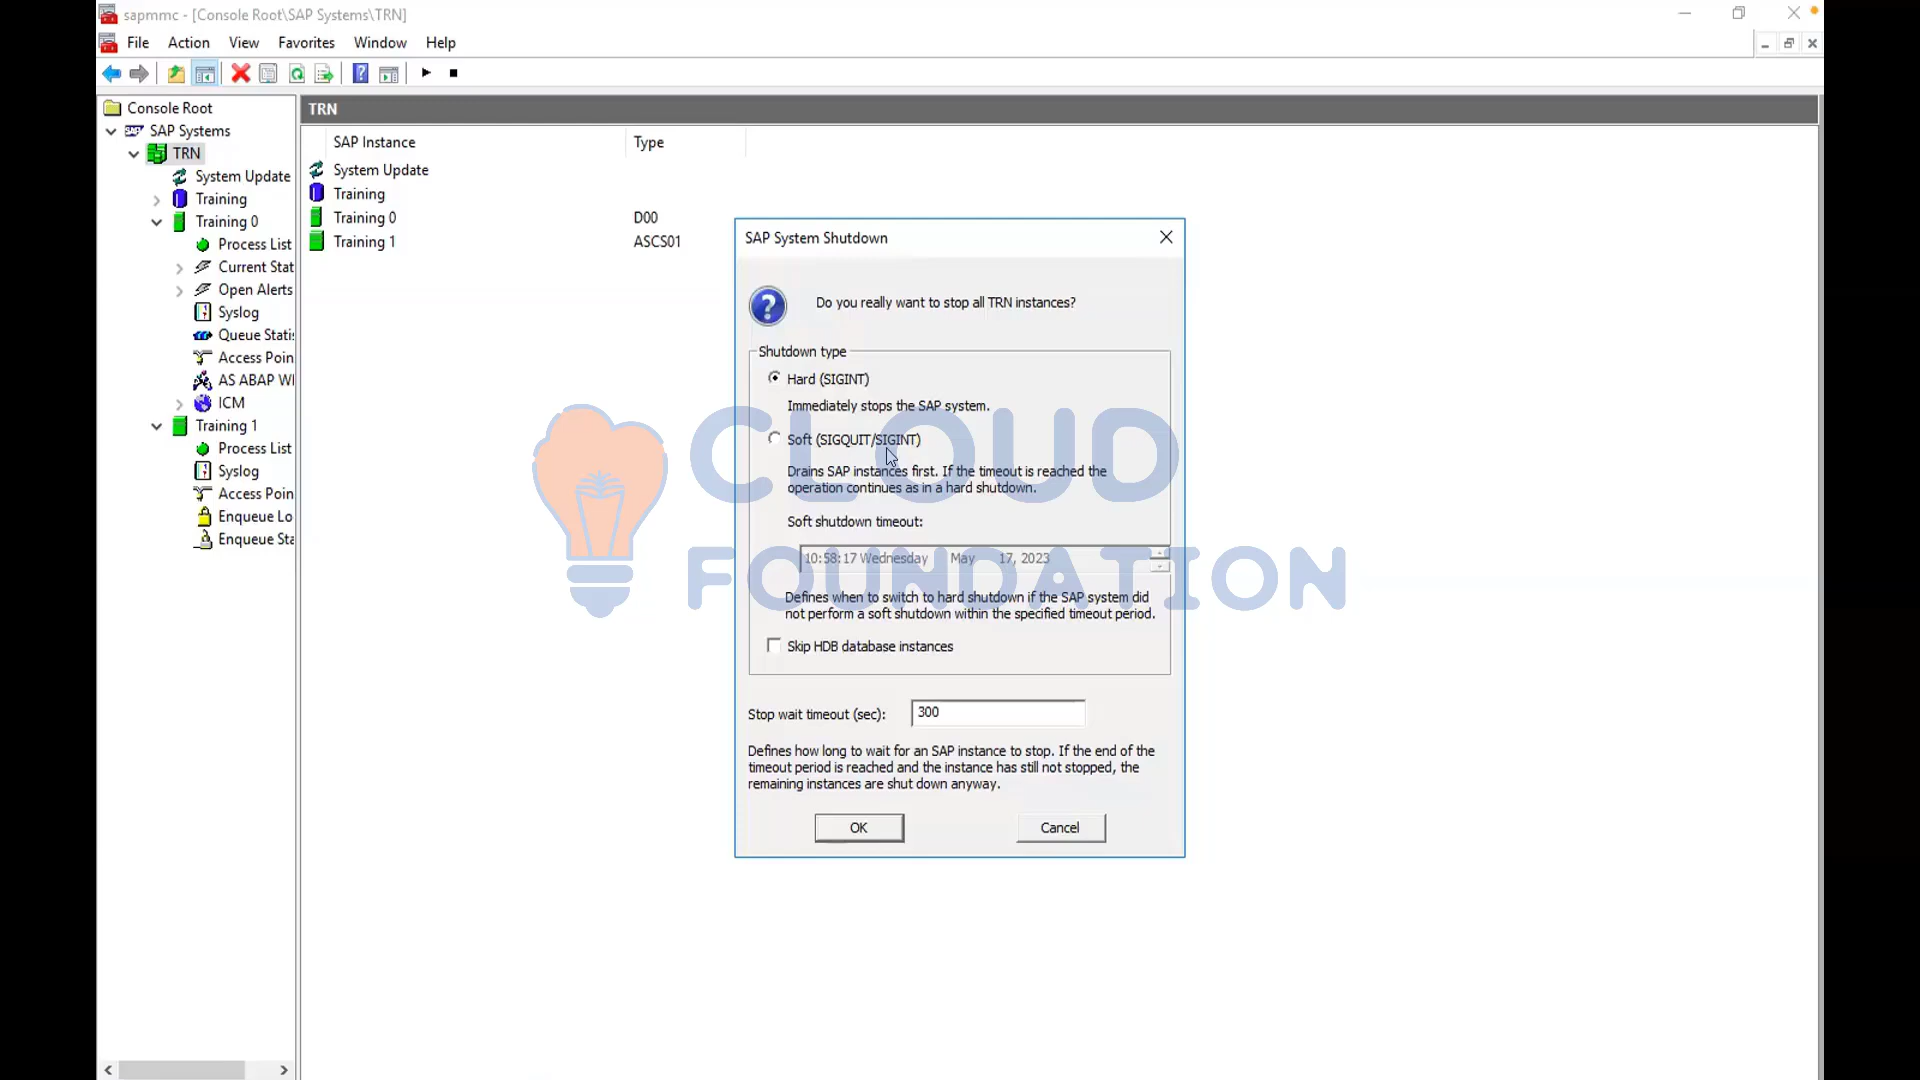 sapmmc - [Console Root\SAP Systems\TRN]
File Action View Favorites Window Help
Console Root
SAP Systems
TRN
System Update
Training
Training 0
Process List
Current Stat
Open Alerts
Syslog
Queue Statis
Access Poin
AS ABAP W
ICM
Training 1
Process List
Syslog
Access Poin
Enqueue Lo
Enqueue Sta
TRN
SAP Instance Type
System Update
Training
Training 0 D00
Training 1 ASCS01
SAP System Shutdown
Do you really want to stop all TRN instances?
Shutdown type
Hard (SIGINT)
Immediately stops the SAP system.
Soft (SIGQUIT/SIGINT)
Drains SAP instances first. If the timeout is reached the
operation continues as in a hard shutdown.
Soft shutdown timeout:
10:58:17 Wednesday May 17, 2023
Defines when to switch to hard shutdown if the SAP system did
not perform a soft shutdown within the specified timeout period.
Skip HDB database instances
Stop wait timeout (sec): 300
Defines how long to wait for an SAP instance to stop. If the end of the
timeout period is reached and the instance has still not stopped, the
remaining instances are shut down anyway.
OK Cancel
CLOUD
FOUNDATION